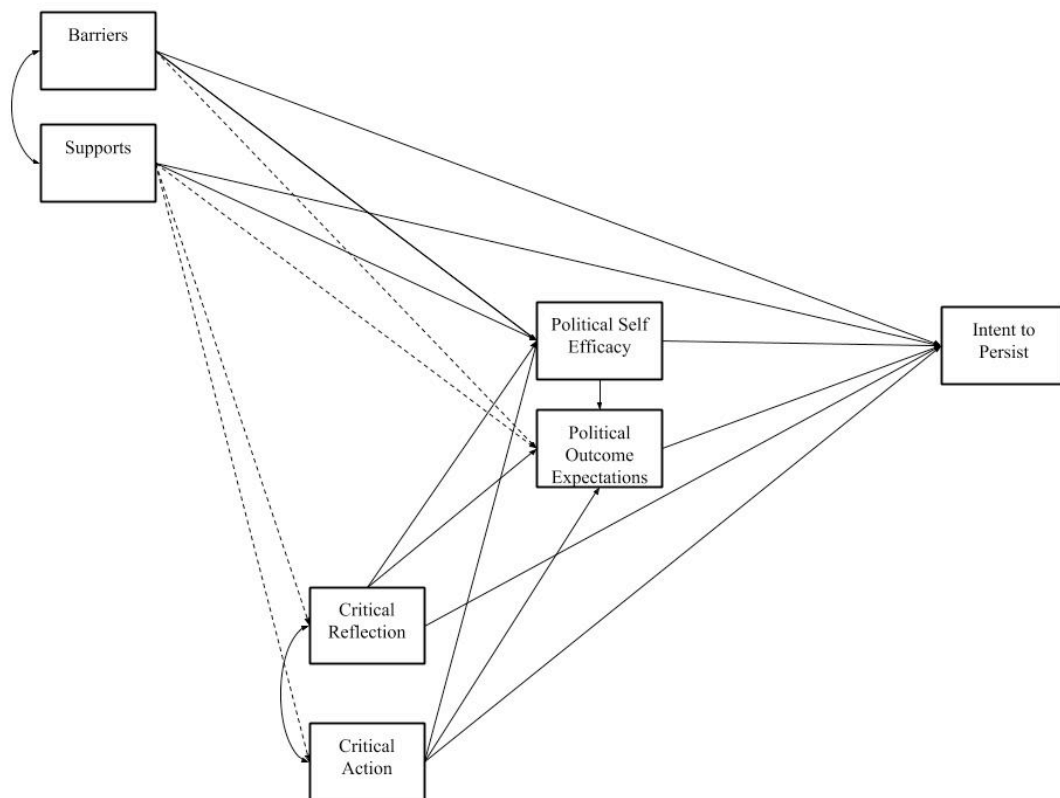 Barriers
Supports
Political Self
Efficacy
Intent to
Persist
Political
Outcome
Expectations
Critical
Reflection
Critical
Action